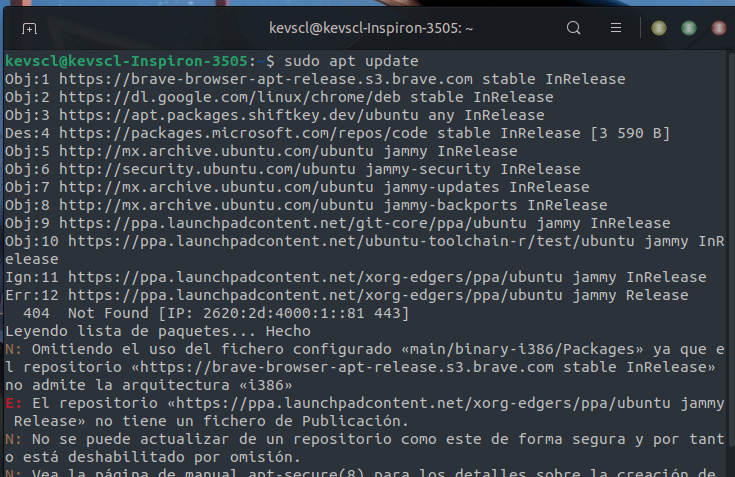 kevscl@kevscl-Inspiron-3505: ~
kevscl@kevscl-Inspiron-3505:~$ sudo apt update
Obj:1 https://brave-browser-apt-release.s3.brave.com stable InRelease
Obj:2 https://dl.google.com/linux/chrome/deb stable InRelease
Obj:3 https://apt.packages.shiftkey.dev/ubuntu any InRelease
Des:4 https://packages.microsoft.com/repos/code stable InRelease [3 590 B]
Obj:5 http://mx.archive.ubuntu.com/ubuntu jammy InRelease
Obj:6 http://security.ubuntu.com/ubuntu jammy-security InRelease
Obj:7 http://mx.archive.ubuntu.com/ubuntu jammy-updates InRelease
Obj:8 http://mx.archive.ubuntu.com/ubuntu jammy-backports InRelease
Obj:9 https://ppa.launchpadcontent.net/git-core/ppa/ubuntu jammy InRelease
Obj:10 https://ppa.launchpadcontent.net/ubuntu-toolchain-r/test/ubuntu jammy InR
elease
Ign:11 https://ppa.launchpadcontent.net/xorg-edgers/ppa/ubuntu jammy InRelease
Err:12 https://ppa.launchpadcontent.net/xorg-edgers/ppa/ubuntu jammy Release
  404  Not Found [IP: 2620:2d:4000:1::81 443]
Leyendo lista de paquetes... Hecho
N: Omitiendo el uso del fichero configurado «main/binary-i386/Packages» ya que e
l repositorio «https://brave-browser-apt-release.s3.brave.com stable InRelease»
no admite la arquitectura «i386»
E: El repositorio «https://ppa.launchpadcontent.net/xorg-edgers/ppa/ubuntu jammy
 Release» no tiene un fichero de Publicación.
N: No se puede actualizar de un repositorio como este de forma segura y por tant
o está deshabilitado por omisión.
N: Vea la página de manual apt-secure(8) para los detalles sobre la creación de